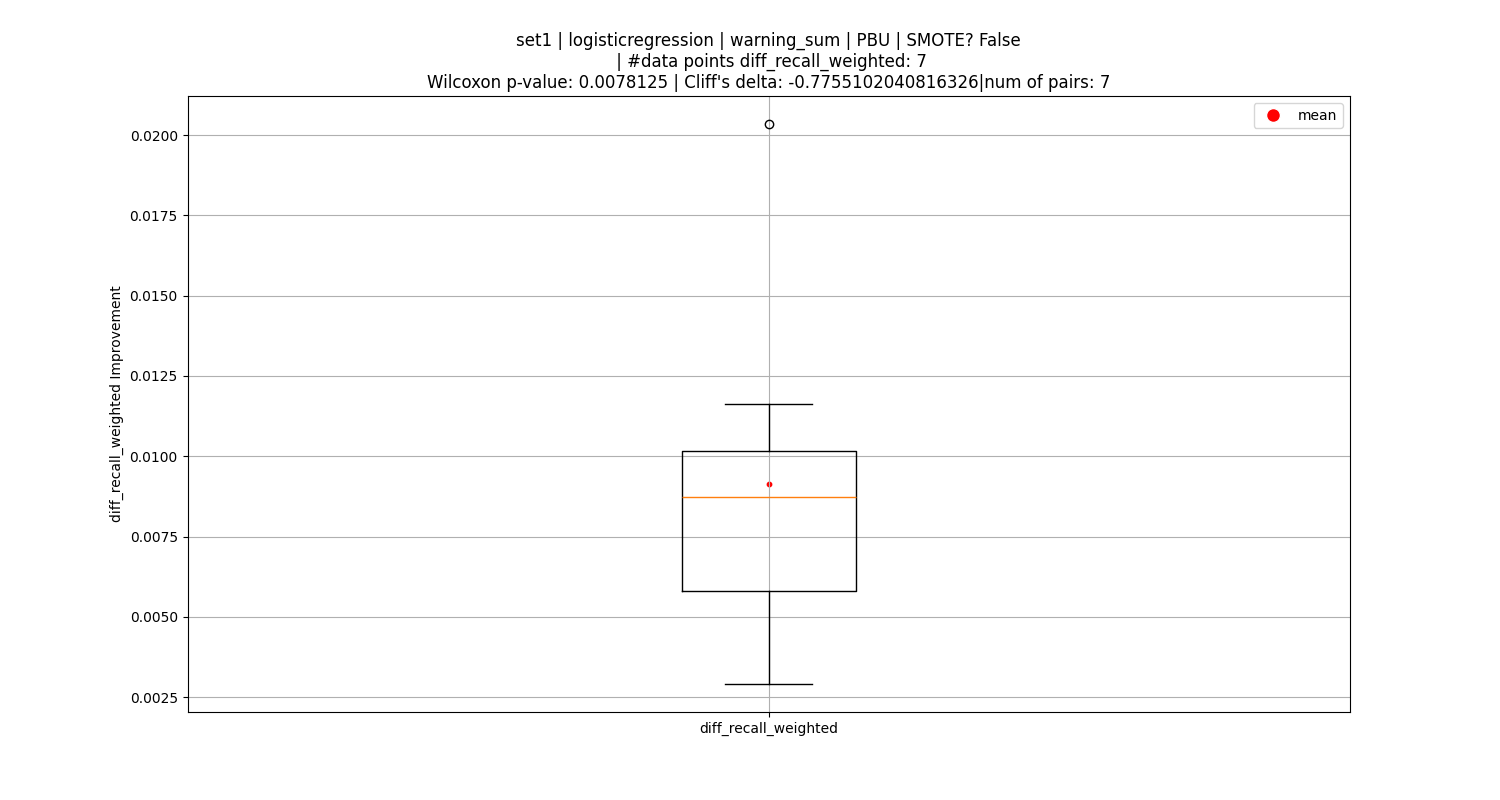 set1 | logisticregression | warning_sum | PBU | SMOTE? False
| #data points diff_recall_weighted: 7
Wilcoxon p-value: 0.0078125 | Cliff's delta: -0.7755102040816326|num of pairs: 7
mean
0.0200
0.0175
0.0150
0.0125
0.0100
0.0075
0.0050
0.0025
diff_recall_weighted Improvement
diff_recall_weighted